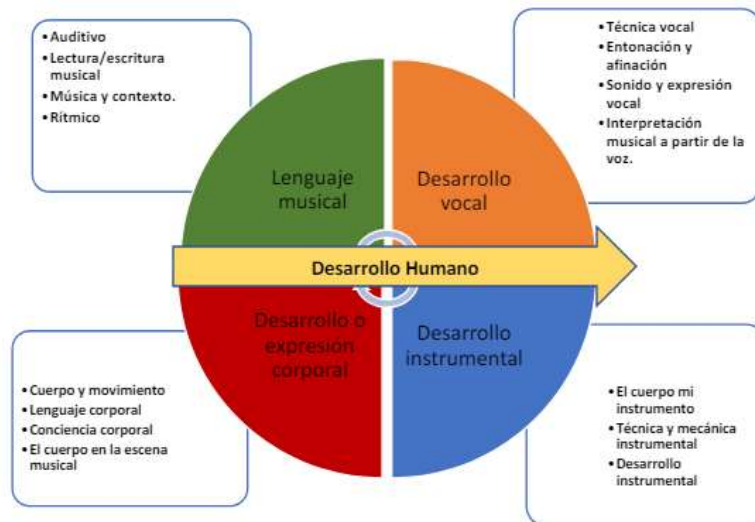 • Auditivo
• Lectura/escritura
musical
• Música y contexto.
• Rítmico
• Técnica vocal
• Entonación y
afinación
• Sonido y expresión
vocal
• Interpretación
musical a partir de la
voz.
Lenguaje
musical
Desarrollo
vocal
Desarrollo Humano
Desarrollo o
expresión
corporal
Desarrollo
instrumental
• Cuerpo y movimiento
• Lenguaje corporal
• Conciencia corporal
• El cuerpo en la escena
musical
• El cuerpo mi
instrumento
• Técnica y mecánica
instrumental
• Desarrollo
instrumental